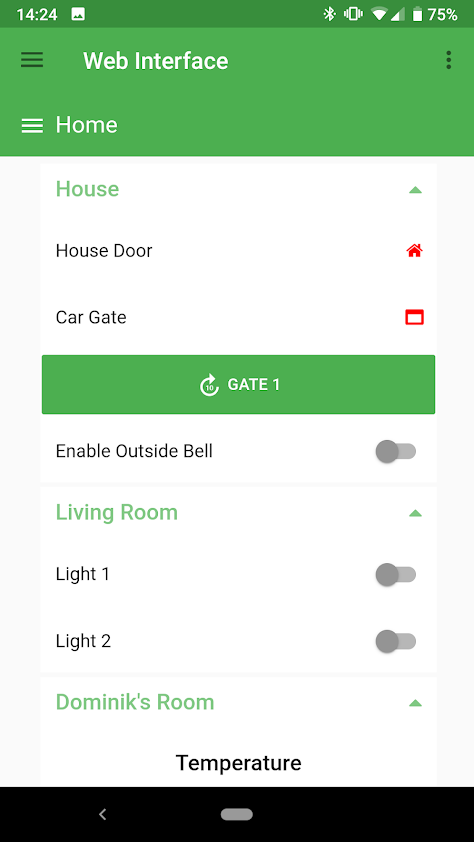 14:24 75%
Web Interface
Home
House
House Door
Car Gate
10 GATE 1
Enable Outside Bell
Living Room
Light 1
Light 2
Dominik's Room
Temperature